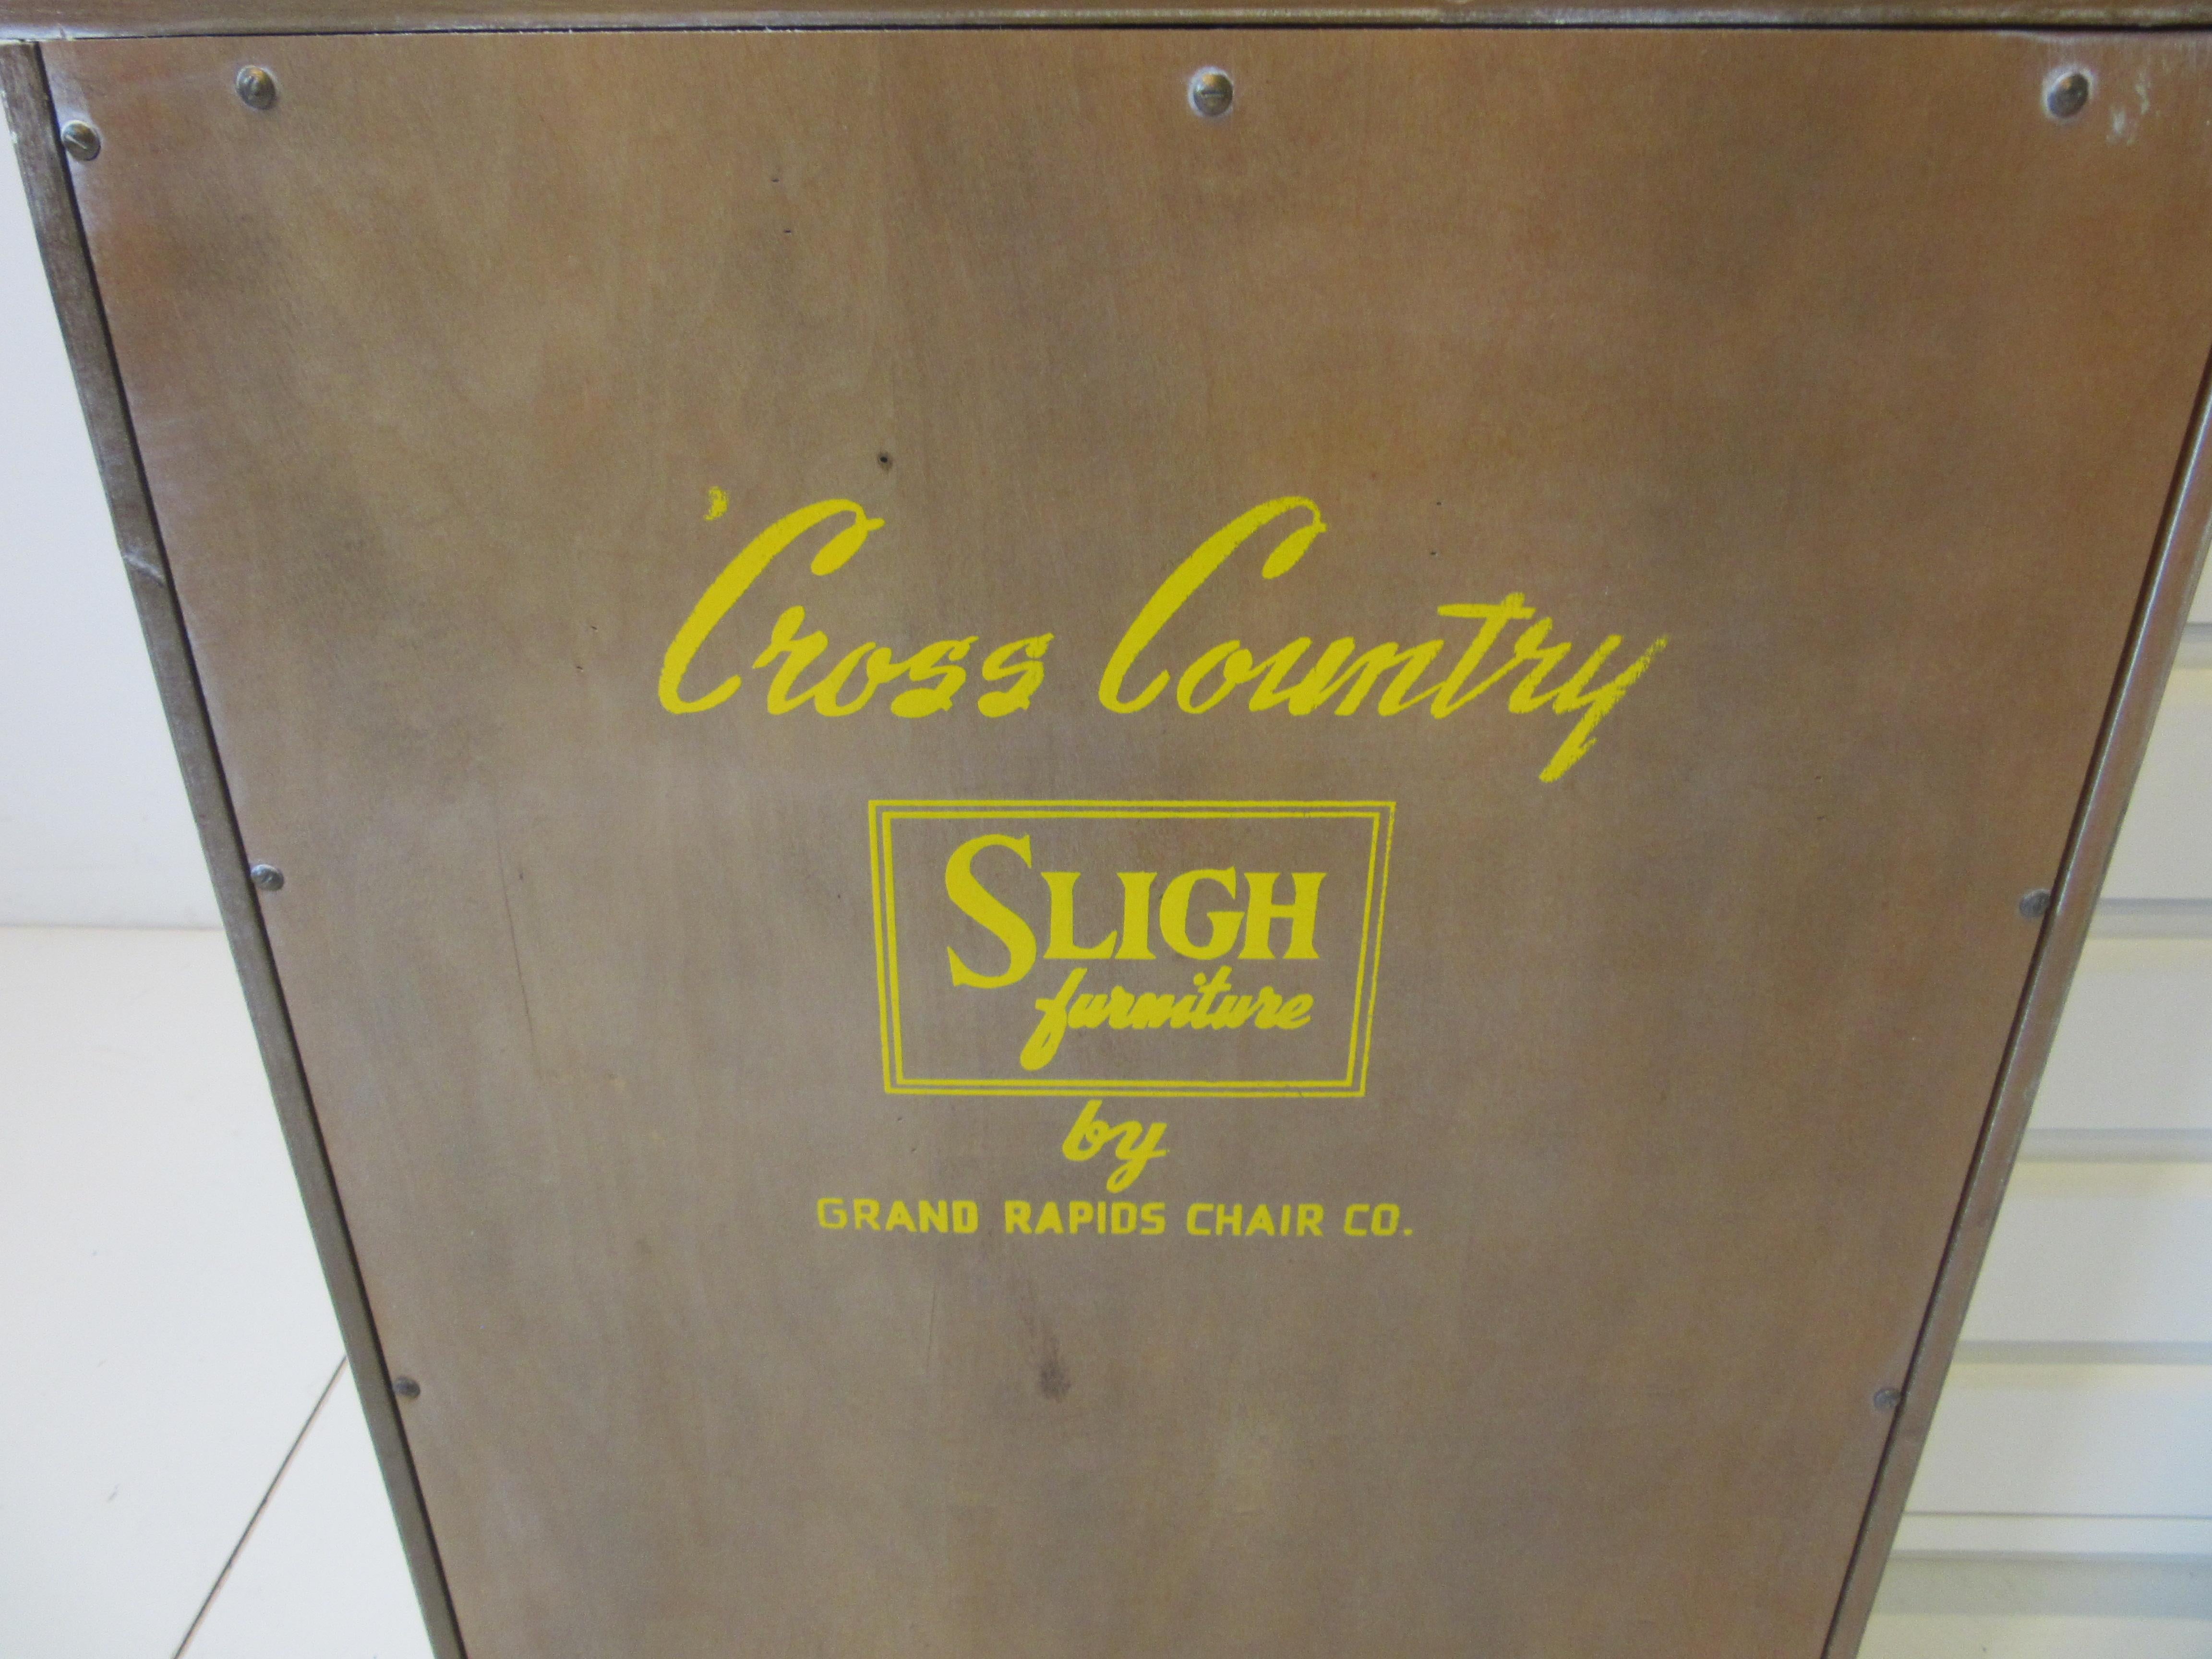 'Cross Country
SLIGH
furniture
by
GRAND RAPIDS CHAIR CO.